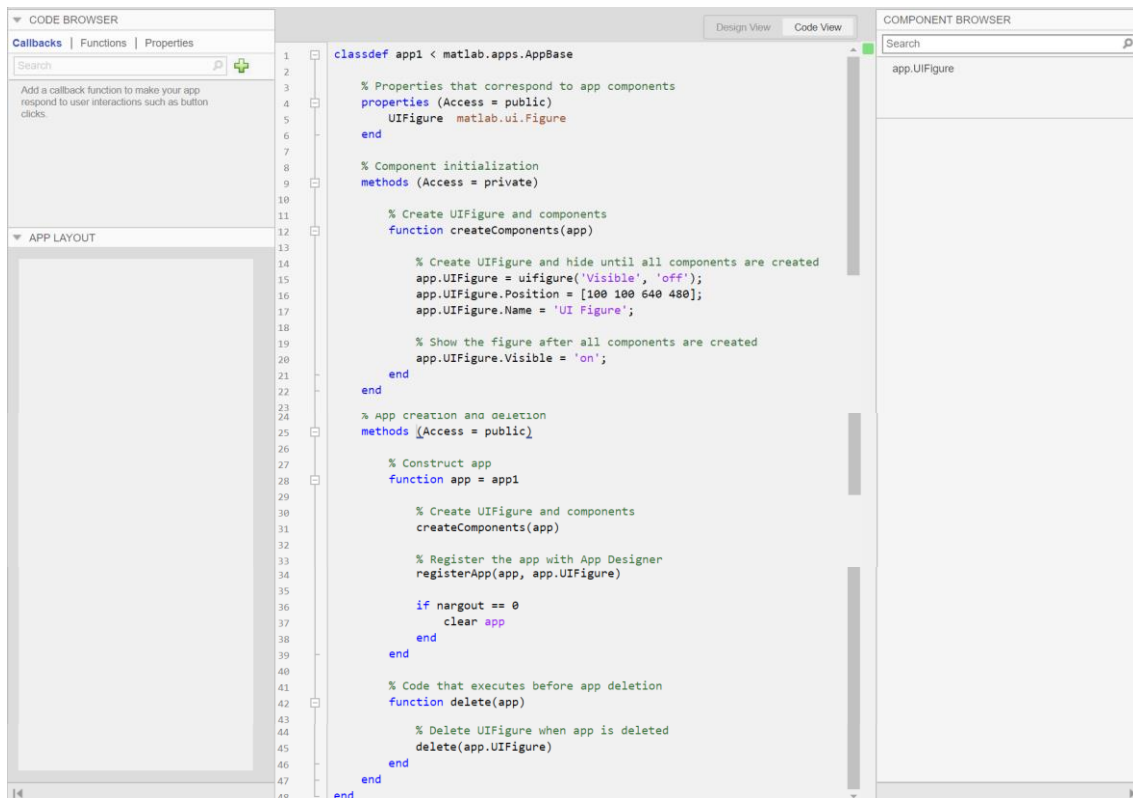 CODE BROWSER
Callbacks | Functions | Properties
Search
Add a callback function to make your app
respond to user interactions such as button
clicks.
APP LAYOUT
Design View Code View
1 classdef app1 < matlab.apps.AppBase
2
3 % Properties that correspond to app components
4 properties (Access = public)
5 UIFigure matlab.ui.Figure
6 end
7
8 % Component initialization
9 methods (Access = private)
10
11 % Create UIFigure and components
12 function createComponents(app)
13
14 % Create UIFigure and hide until all components are created
15 app.UIFigure = uifigure('Visible', 'off');
16 app.UIFigure.Position = [100 100 640 480];
17 app.UIFigure.Name = 'UI Figure';
18
19 % Show the figure after all components are created
20 app.UIFigure.Visible = 'on';
21 end
22 end
23
24 % App creation and deletion
25 methods (Access = public)
26
27 % Construct app
28 function app = app1
29
30 % Create UIFigure and components
31 createComponents(app)
32
33 % Register the app with App Designer
34 registerApp(app, app.UIFigure)
35
36 if nargout == 0
37 clear app
38 end
39 end
40
41 % Code that executes before app deletion
42 function delete(app)
43
44 % Delete UIFigure when app is deleted
45 delete(app.UIFigure)
46 end
47 end
48 end
COMPONENT BROWSER
Search
app.UIFigure